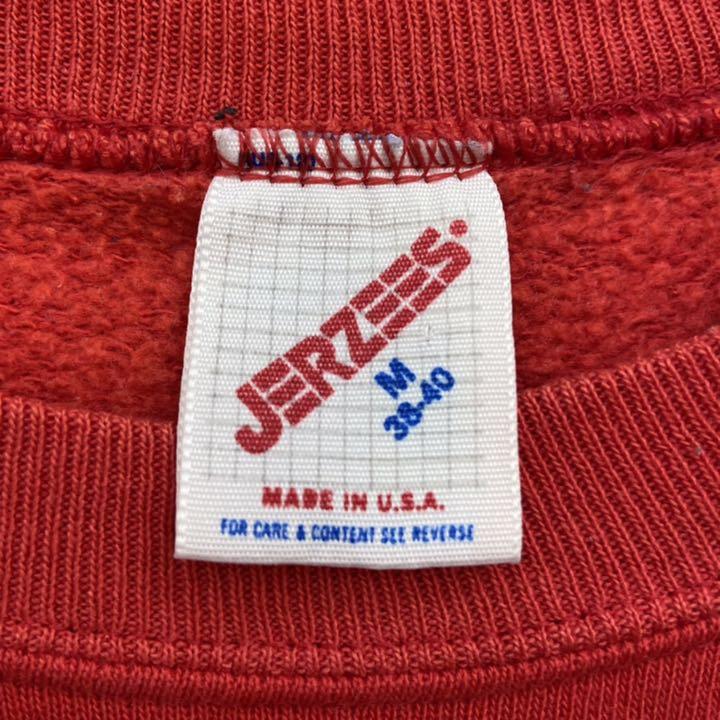 JERZEES
M
38-40
MADE IN U.S.A.
FOR CARE & CONTENT SEE REVERSE